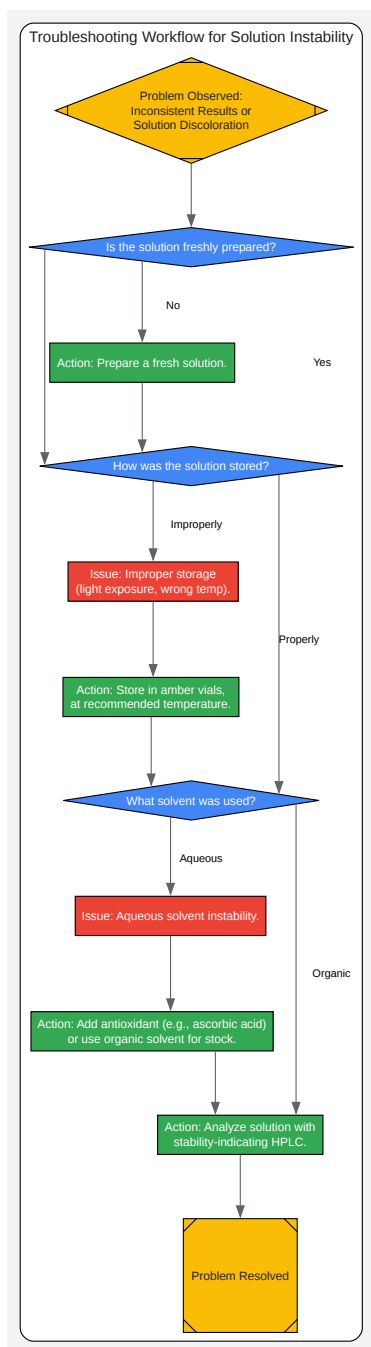 Troubleshooting Workflow for Solution Instability
Problem Observed:
Inconsistent Results or
Solution Discoloration
Is the solution freshly prepared?
No
Action: Prepare a fresh solution.
Yes
How was the solution stored?
Improperly
Issue: Improper storage
(light exposure, wrong temp).
Properly
Action: Store in amber vials,
at recommended temperature.
What solvent was used?
Aqueous
Issue: Aqueous solvent instability.
Organic
Action: Add antioxidant (e.g., ascorbic acid)
or use organic solvent for stock.
Action: Analyze solution with
stability-indicating HPLC.
Problem Resolved